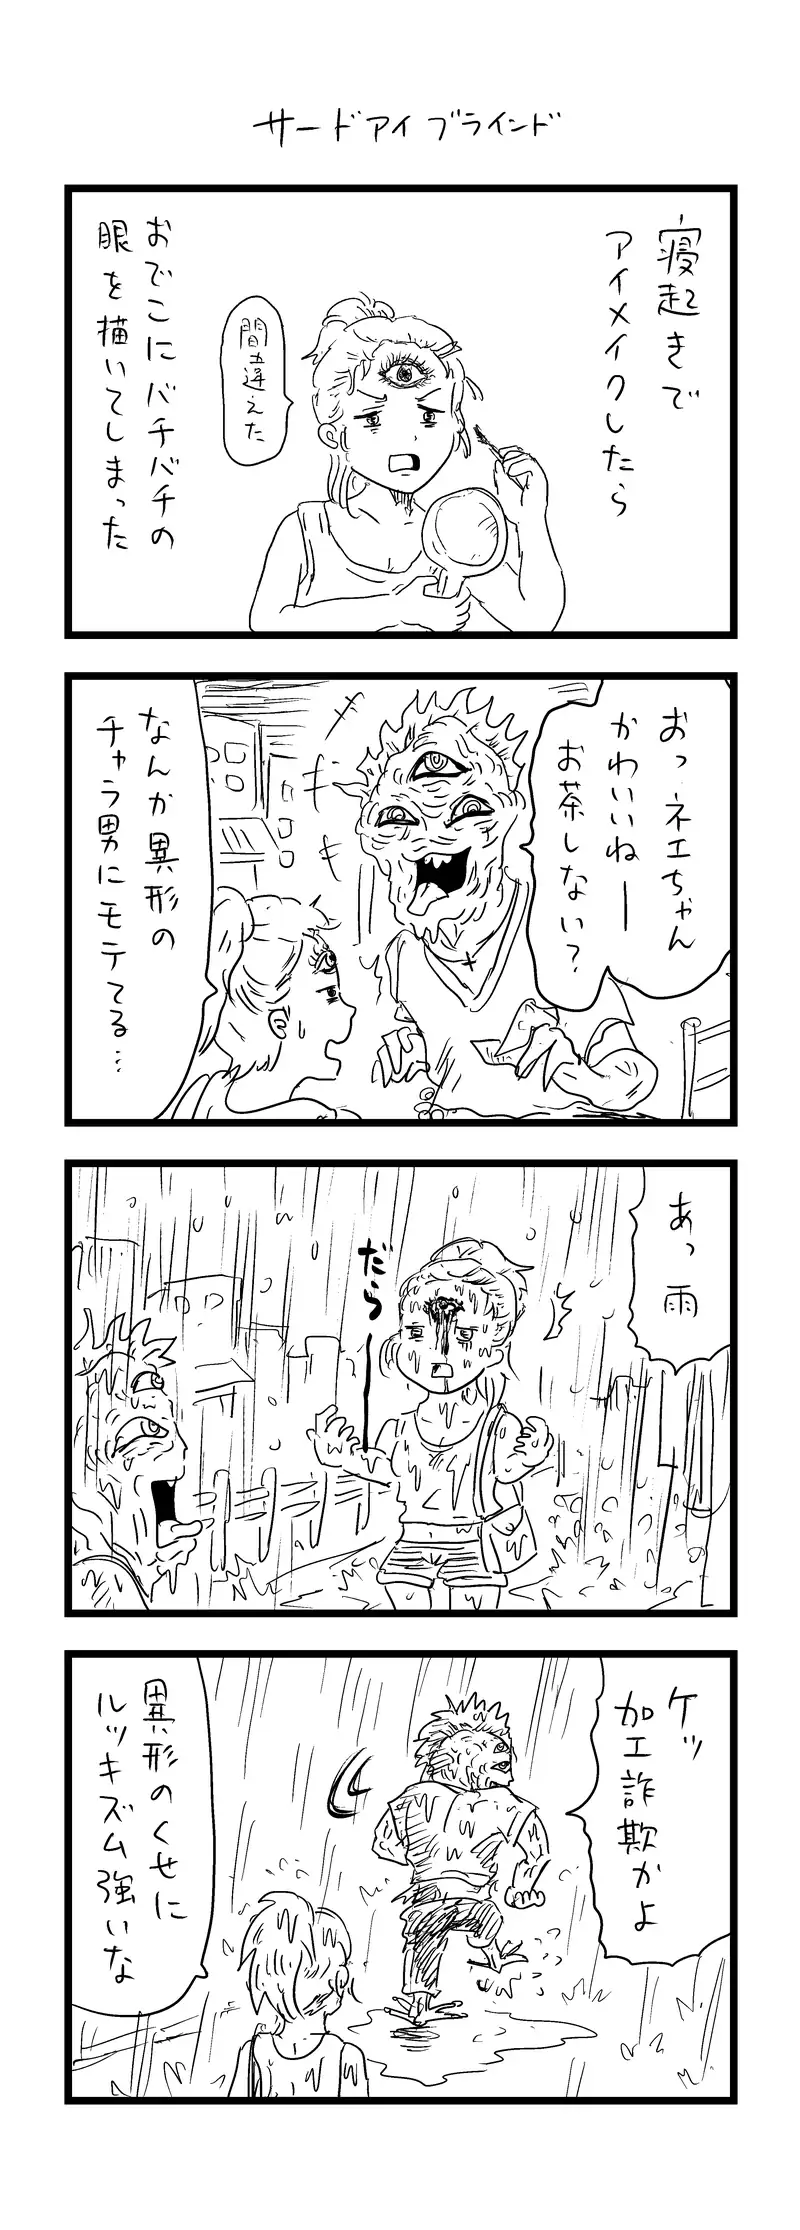 サードアイブラインド
寝起きで
アイメイクしたら
間違えた
おでこにバチバチの
眼を描いてしまった
おっネエちゃん
かわいいねー
お茶しない？
なんか異形の
チャラ男にモテてる…
あっ雨
だらー
ケッ
加工詐欺かよ
異形のくせに
ルッキズム強いな